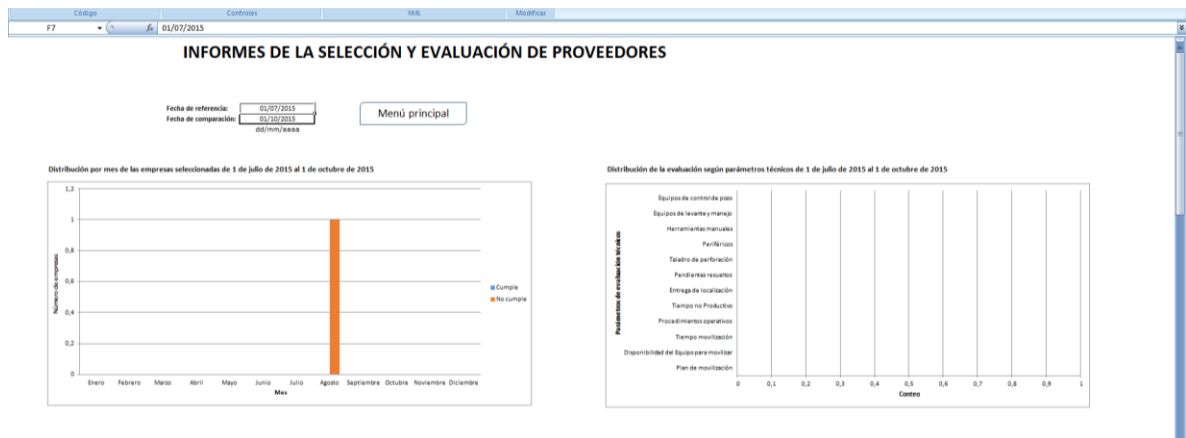 Código Controles XML Modificar
F7 fx 01/07/2015
INFORMES DE LA SELECCIÓN Y EVALUACIÓN DE PROVEEDORES
Fecha de referencia: 01/07/2015
Fecha de comparación: 01/10/2015
dd/mm/aaaa
Menú principal
Distribución por mes de las empresas seleccionadas de 1 de julio de 2015 al 1 de octubre de 2015
1,2
1
0,8
0,6
0,4
0,2
0
Número de empresas
Enero Febrero Marzo Abril Mayo Junio Julio Agosto Septiembre Octubre Noviembre Diciembre
Mes
Cumple
No cumple
Distribución de la evaluación según parámetros técnicos de 1 de julio de 2015 al 1 de octubre de 2015
Parámetros de evaluación técnicos
Equipos de control de pozo
Equipos de levante y manejo
Herramientas manuales
Periféricos
Taladro de perforación
Pendientes resueltos
Entrega de localización
Tiempo no Productivo
Procedimientos operativos
Tiempo movilización
Disponibilidad del Equipo para movilizar
Plan de movilización
0 0,1 0,2 0,3 0,4 0,5 0,6 0,7 0,8 0,9 1
Conteo